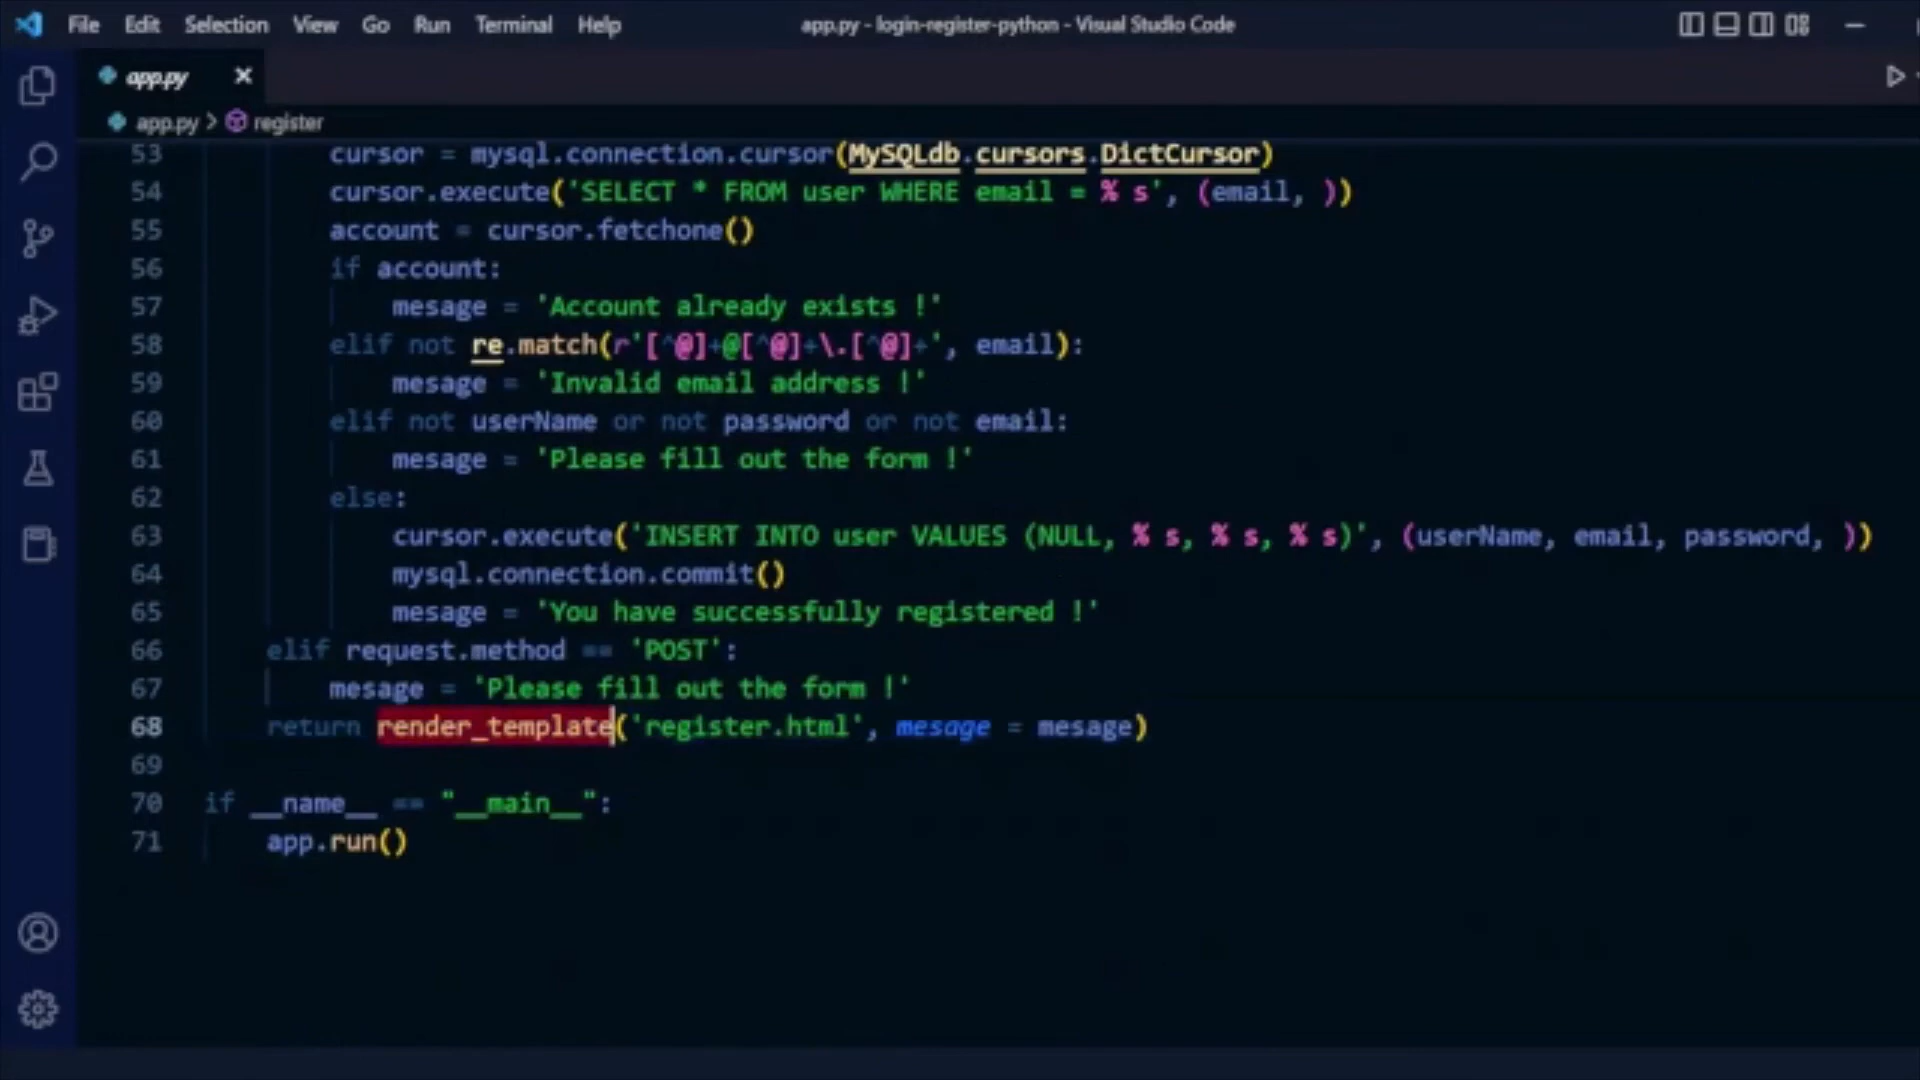 File Edit Selection View Go Run Terminal Help app.py - login-register-python - Visual Studio Code
app.py
app.py > register
53 cursor = mysql.connection.cursor(MySQLdb.cursors.DictCursor)
54 cursor.execute('SELECT * FROM user WHERE email = % s', (email, ))
55 account = cursor.fetchone()
56 if account:
57 mesage = 'Account already exists !'
58 elif not re.match(r'[^@]+@[^@]+\.[^@]+', email):
59 mesage = 'Invalid email address !'
60 elif not userName or not password or not email:
61 mesage = 'Please fill out the form !'
62 else:
63 cursor.execute('INSERT INTO user VALUES (NULL, % s, % s, % s)', (userName, email, password, ))
64 mysql.connection.commit()
65 mesage = 'You have successfully registered !'
66 elif request.method == 'POST':
67 mesage = 'Please fill out the form !'
68 return render_template('register.html', mesage = mesage)
69
70 if __name__ == "__main__":
71 app.run()